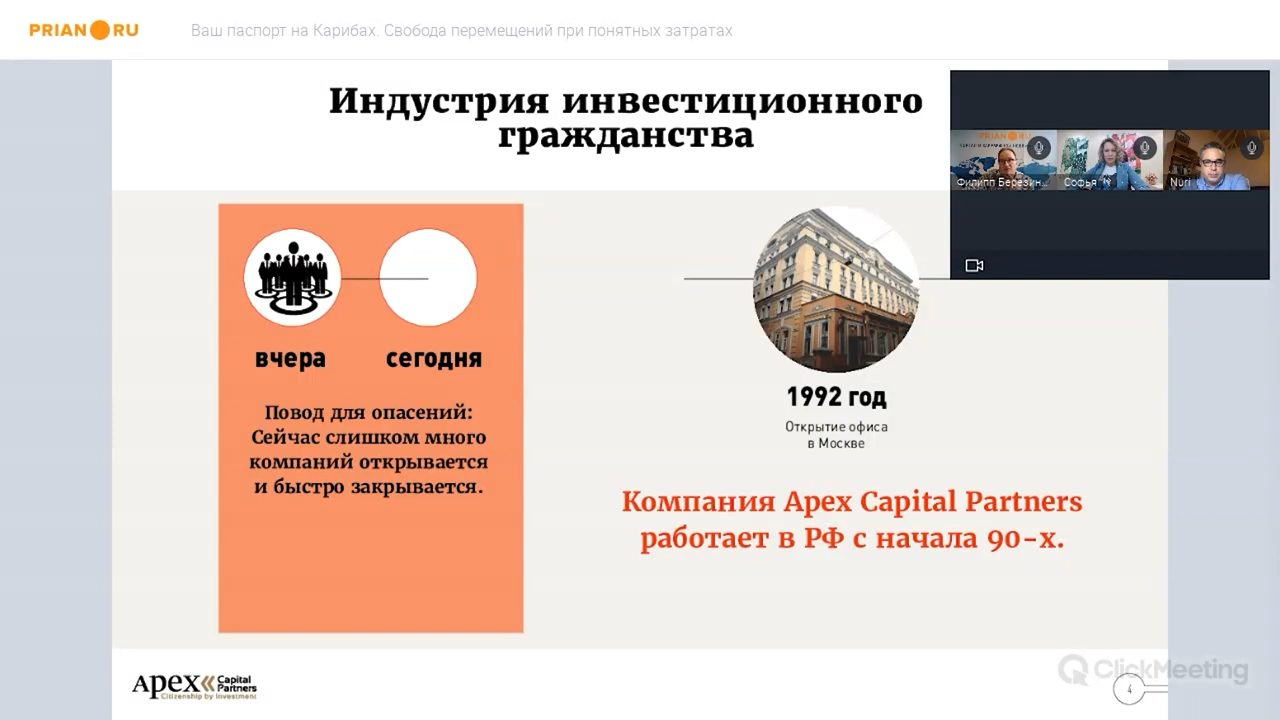 PRIAN RU
Ваш паспорт на Карибах. Свобода перемещений при понятных затратах
Индустрия инвестиционного
гражданства
PRIAN RU
Филипп Березин...
Софья
Nuri
вчера
сегодня
Повод для опасений:
Сейчас слишком много
компаний открывается
и быстро закрывается.
1992 год
Открытие офиса
в Москве
Компания Apex Capital Partners
работает в РФ с начала 90-х.
Apex Capital
Partners
Citizenship by Investment
ClickMeeting
4